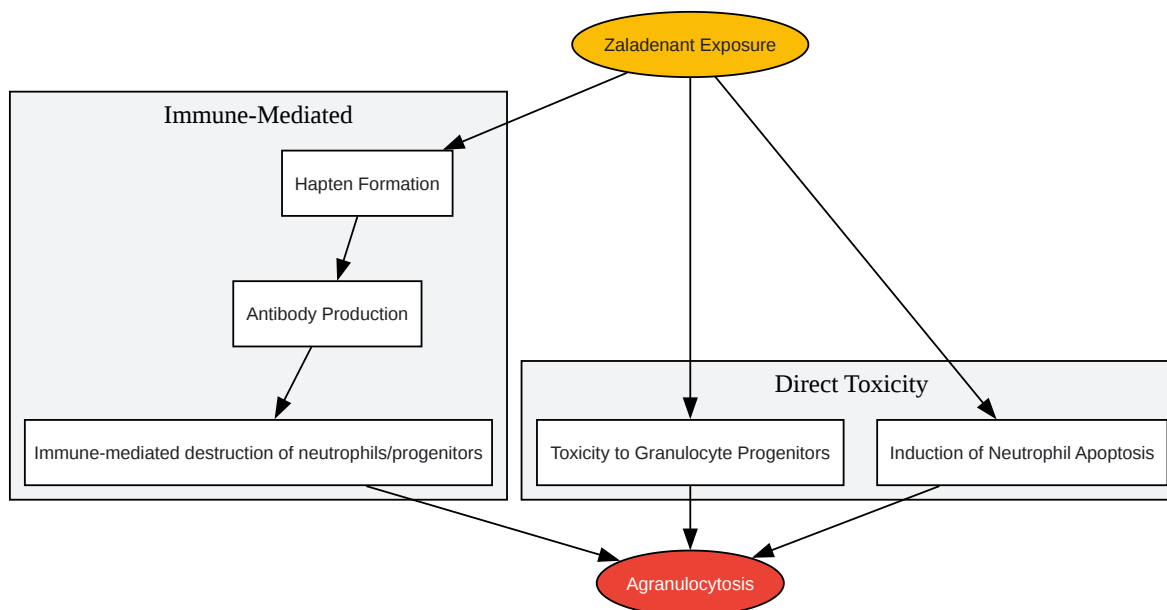 Zaladenant Exposure
Immune-Mediated
Hapten Formation
Antibody Production
Direct Toxicity
Immune-mediated destruction of neutrophils/progenitors
Toxicity to Granulocyte Progenitors
Induction of Neutrophil Apoptosis
Agranulocytosis